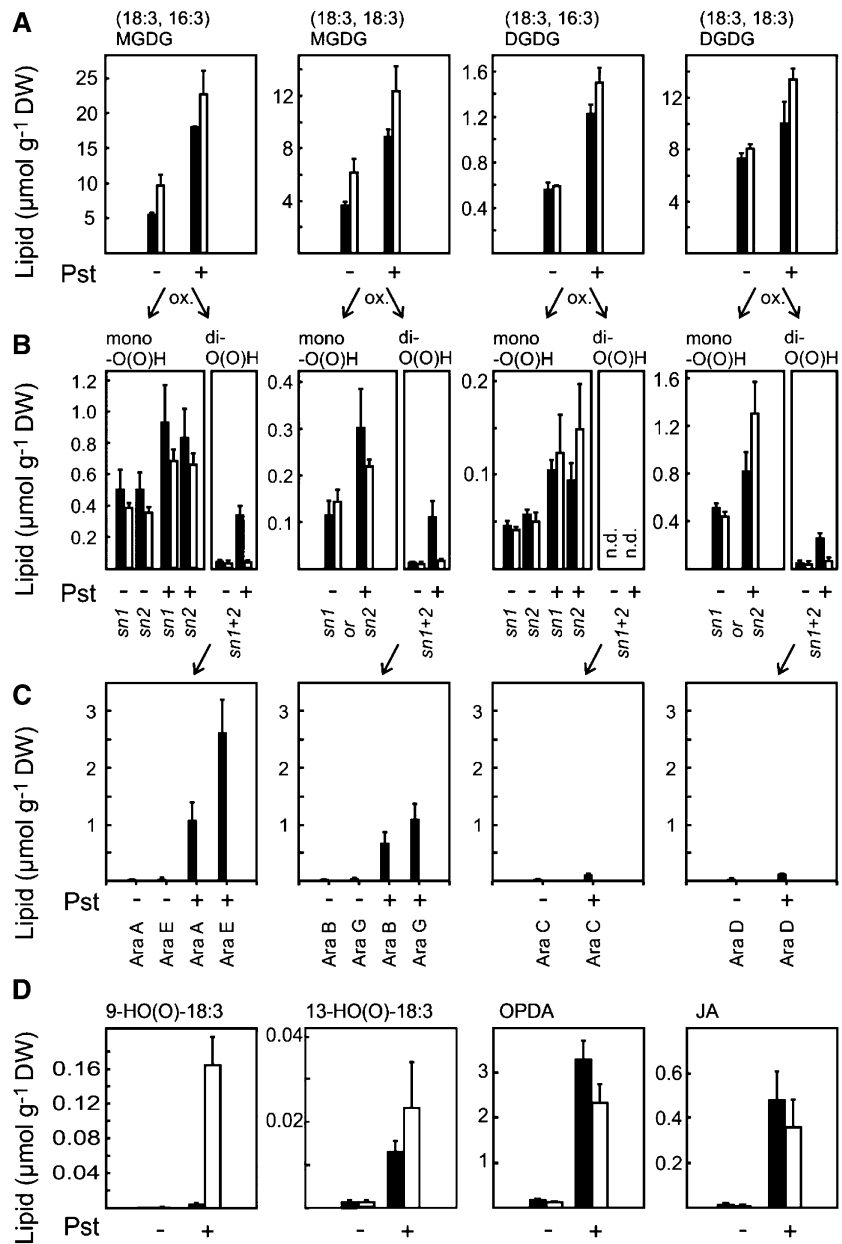 A
(18:3, 16:3) (18:3, 18:3) (18:3, 16:3) (18:3, 18:3)
MGDG MGDG DGDG DGDG
Lipid (µmol g⁻¹ DW)
25 20 15 10 5
12 8 4
1.6 1.2 0.8 0.4
12 8 4
Pst - + - + - + - +
ox. ox. ox. ox.
B
mono di- mono di- mono di- mono di-
-O(O)H O(O)H -O(O)H O(O)H -O(O)H O(O)H -O(O)H O(O)H
Lipid (µmol g⁻¹ DW)
1.2 1.0 0.8 0.6 0.4 0.2
0.4 0.3 0.2 0.1
0.2 0.1
n.d. n.d.
1.6 1.2 0.8 0.4
Pst - - + + - + - + - + - - + + - + - + - +
sn1 sn2 sn1 sn2 sn1+2 sn1 or sn2 sn1+2 sn1 sn2 sn1 sn2 sn1+2 sn1 or sn2 sn1+2
C
Lipid (µmol g⁻¹ DW)
3 2 1
3 2 1
3 2 1
3 2 1
Pst - - + + - - + + - + - +
Ara A Ara E Ara A Ara E Ara B Ara G Ara B Ara G Ara C Ara C Ara D Ara D
D
9-HO(O)-18:3 13-HO(O)-18:3 OPDA JA
Lipid (µmol g⁻¹ DW)
0.16 0.12 0.08 0.04
0.04 0.02
3 2 1
0.6 0.4 0.2
Pst - + - + - + - +